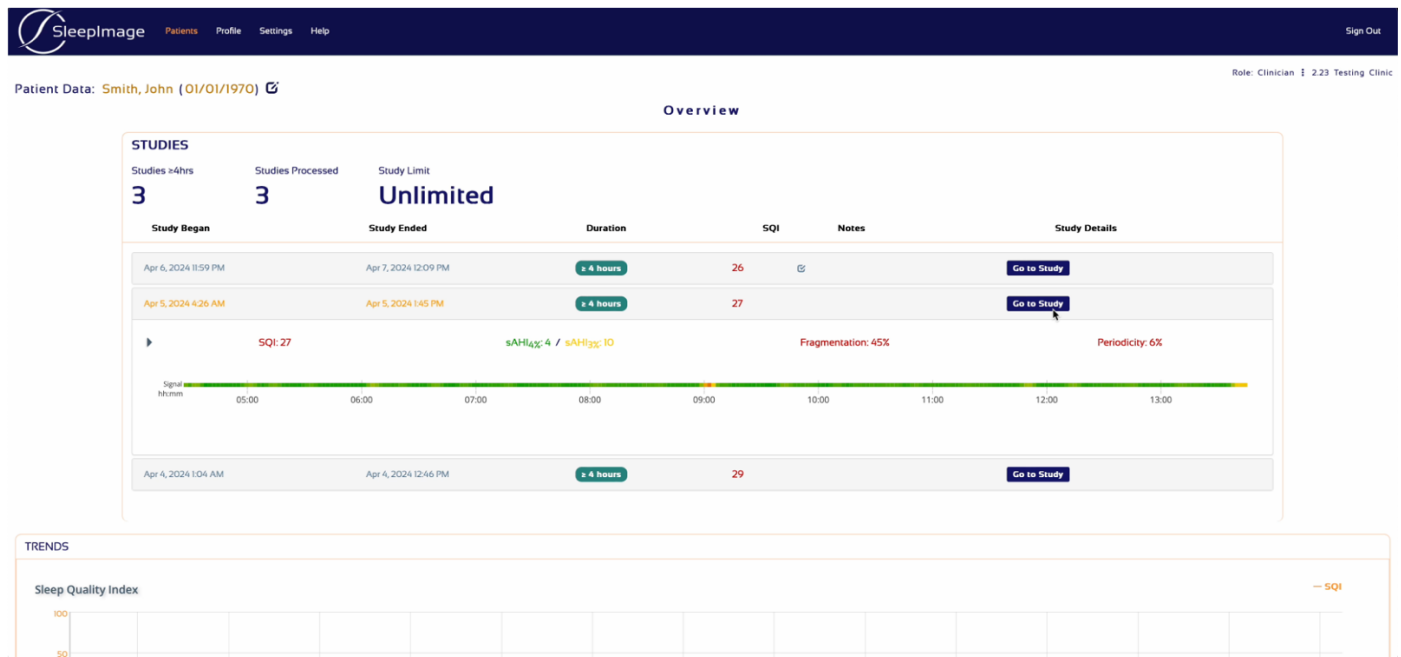 SleepImage Patients Profile Settings Help Sign Out
Role: Clinician ⋮ 2.23 Testing Clinic
Patient Data: Smith, John (01/01/1970)
Overview
STUDIES
Studies ≥4hrs Studies Processed Study Limit
3 3 Unlimited
Study Began Study Ended Duration SQI Notes Study Details
Apr 6, 2024 11:59 PM Apr 7, 2024 12:09 PM ≥ 4 hours 26 Go to Study
Apr 5, 2024 4:26 AM Apr 5, 2024 1:45 PM ≥ 4 hours 27 Go to Study
SQI: 27 sAHI4%: 4 / sAHI3%: 10 Fragmentation: 45% Periodicity: 6%
Signal
hh:mm 05:00 06:00 07:00 08:00 09:00 10:00 11:00 12:00 13:00
Apr 4, 2024 1:04 AM Apr 4, 2024 12:46 PM ≥ 4 hours 29 Go to Study
TRENDS
Sleep Quality Index — SQI
100
50